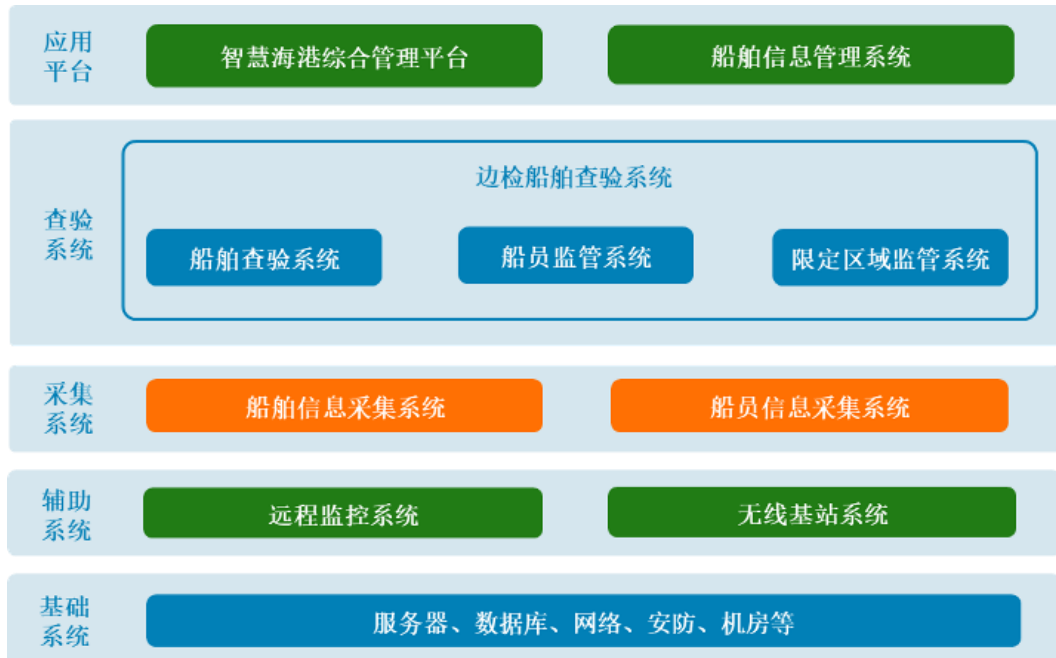 应用
平台
智慧海港综合管理平台
船舶信息管理系统
查验
系统
边检船舶查验系统
船舶查验系统
船员监管系统
限定区域监管系统
采集
系统
船舶信息采集系统
船员信息采集系统
辅助
系统
远程监控系统
无线基站系统
基础
系统
服务器、数据库、网络、安防、机房等